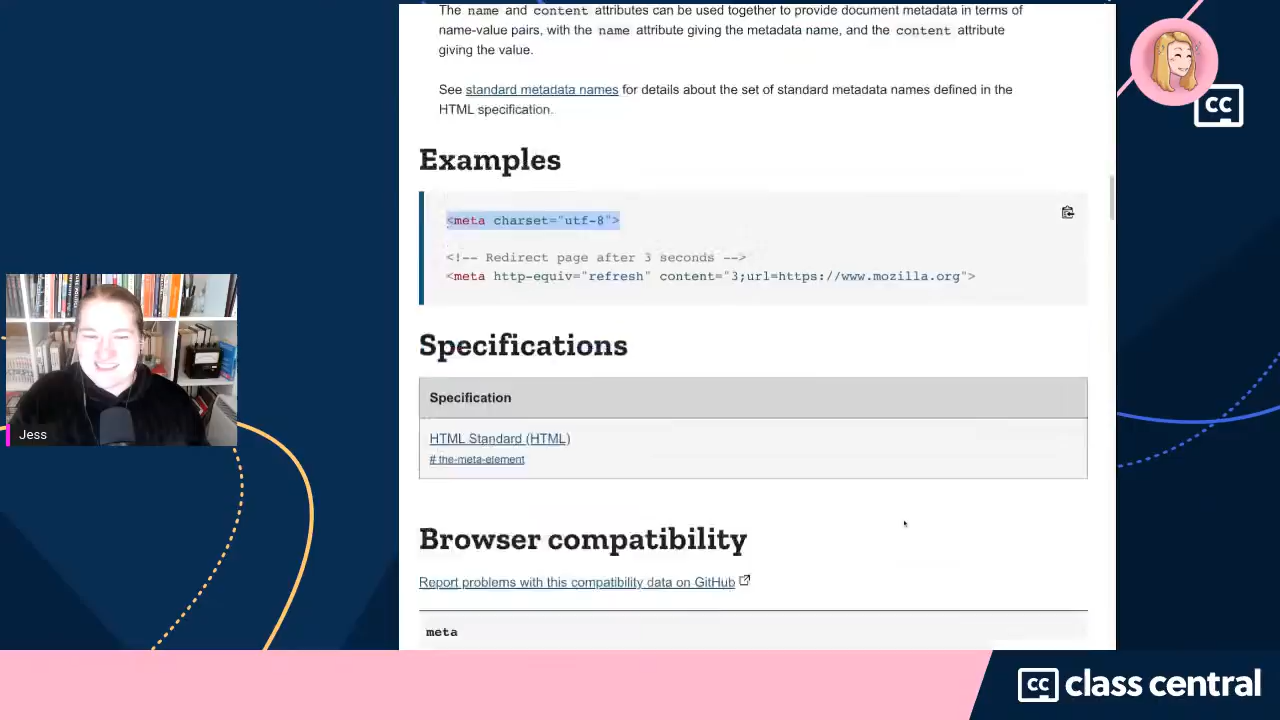 The name and content attributes can be used together to provide document metadata in terms of
name-value pairs, with the name attribute giving the metadata name, and the content attribute
giving the value.
See standard metadata names for details about the set of standard metadata names defined in the
HTML specification.
CC
Examples
<meta charset="utf-8">
<!-- Redirect page after 3 seconds -->
<meta http-equiv="refresh" content="3;url=https://www.mozilla.org">
Specifications
Specification
HTML Standard (HTML)
# the-meta-element
Jess
Browser compatibility
Report problems with this compatibility data on GitHub
meta
CC class central